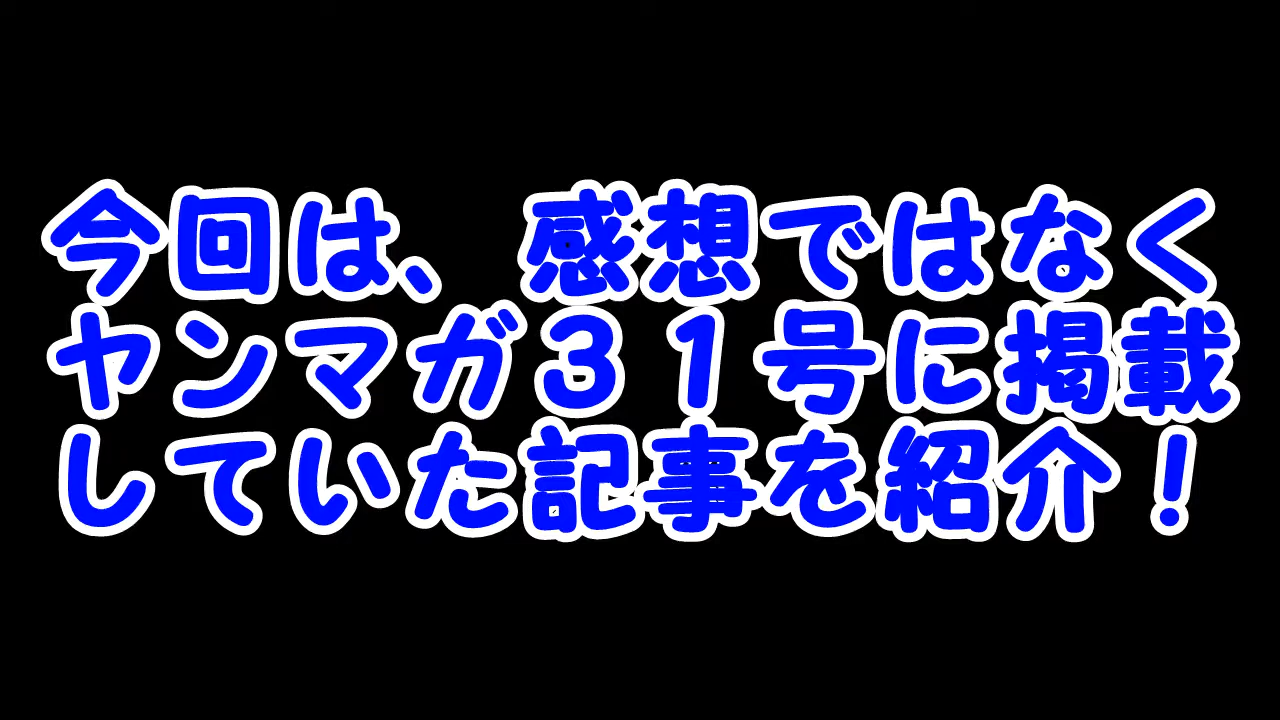 今回は、感想ではなく
ヤンマガ３１号に掲載
していた記事を紹介！